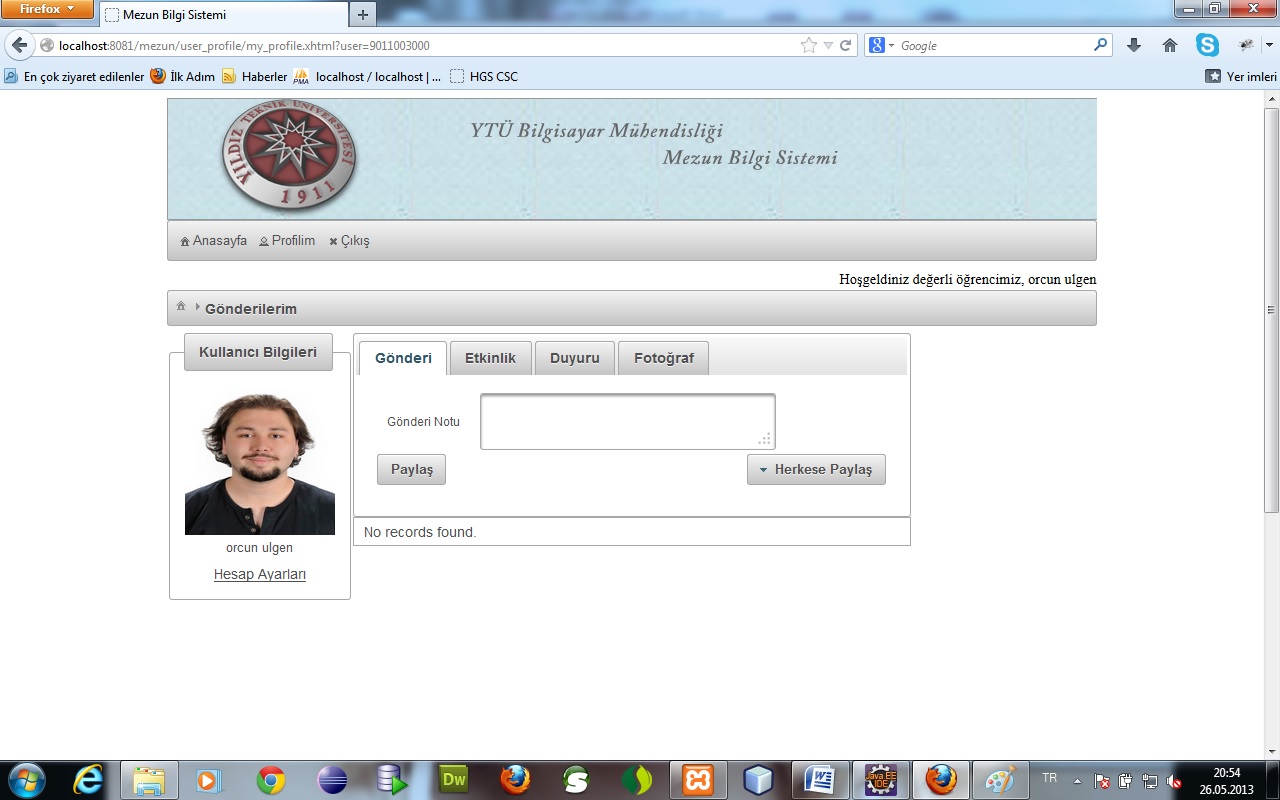 Firefox
Mezun Bilgi Sistemi
localhost:8081/mezun/user_profile/my_profile.xhtml?user=9011003000
Google
En çok ziyaret edilenler İlk Adım Haberler localhost / localhost | ... HGS CSC Yer imleri
YILDIZ TEKNİK ÜNİVERSİTESİ
1911
YTÜ Bilgisayar Mühendisliği
Mezun Bilgi Sistemi
Anasayfa Profilim Çıkış
Hoşgeldiniz değerli öğrencimiz, orcun ulgen
Gönderilerim
Kullanıcı Bilgileri
orcun ulgen
Hesap Ayarları
Gönderi Etkinlik Duyuru Fotoğraf
Gönderi Notu
Paylaş Herkese Paylaş
No records found.
Dw
Java EE IDE
TR
20:54
26.05.2013